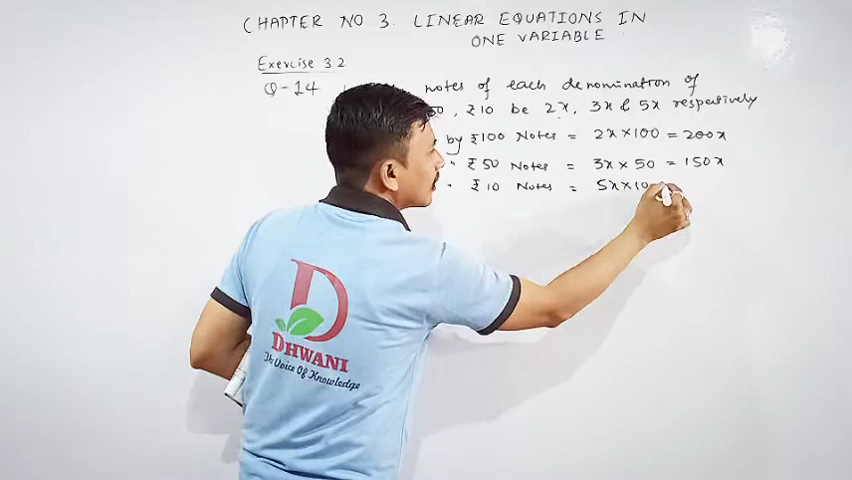 CHAPTER NO 3. LINEAR EQUATIONS IN
ONE VARIABLE
Exercise 3.2
Q-14 notes of each denomination of
₹10 be 2x, 3x & 5x respectively
by ₹100 Notes = 2x×100 = 200x
" ₹50 Notes = 3x × 50 = 150x
" ₹10 Notes = 5x×10
D
DHWANI
The Voice Of Knowledge